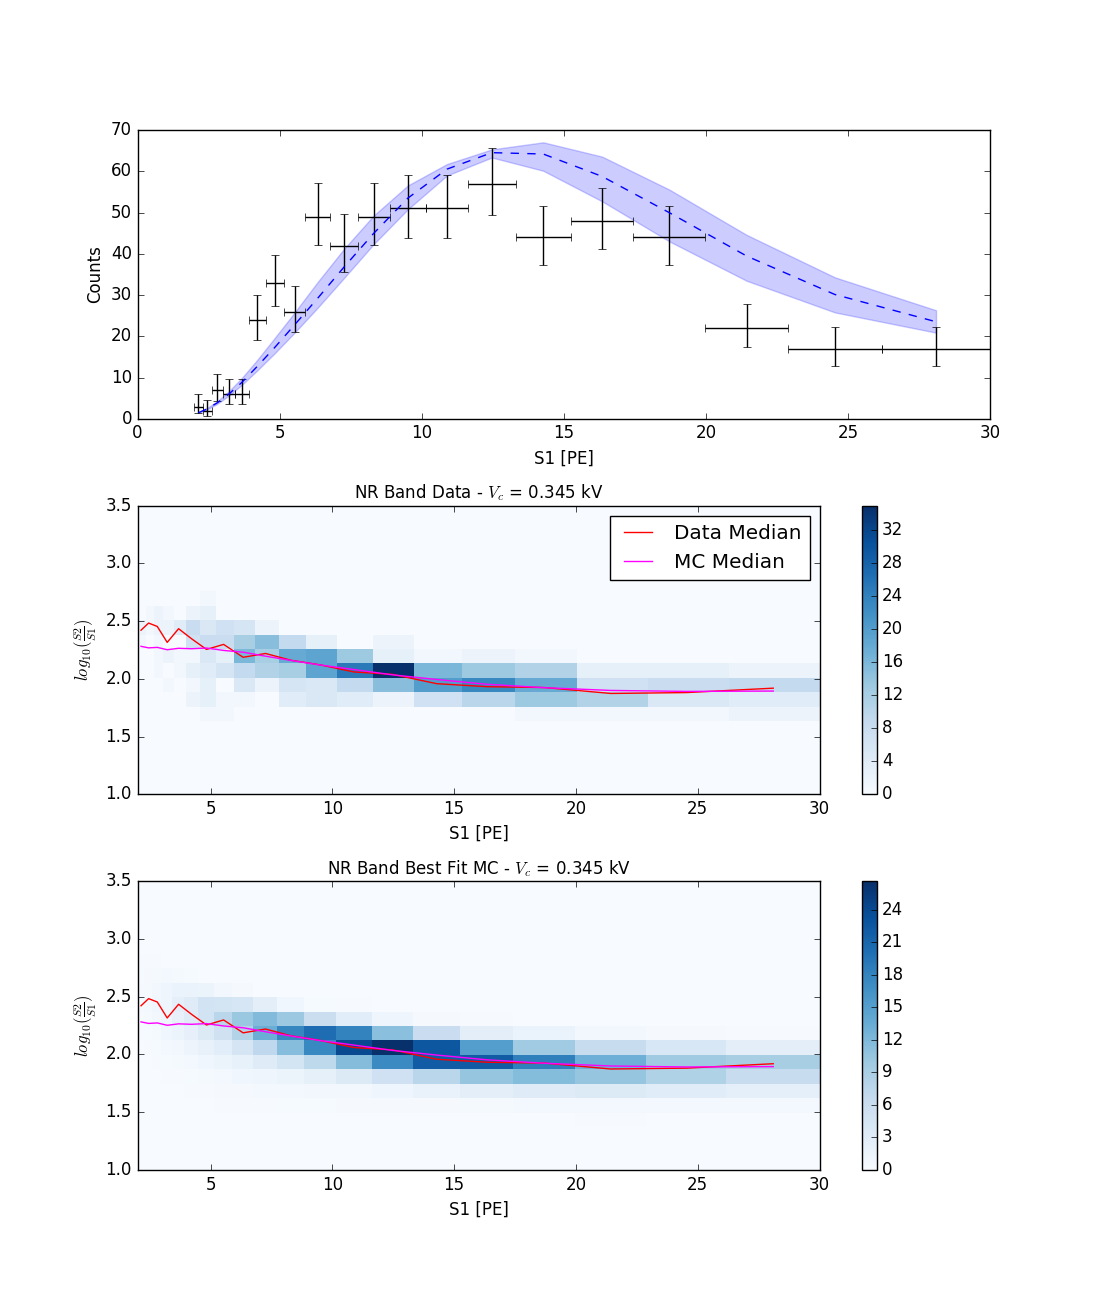 70
60
50
40
30
20
10
0
Counts
0 5 10 15 20 25 30
S1 [PE]
NR Band Data - V_c = 0.345 kV
3.5
3.0
2.5
2.0
1.5
1.0
log_10(S2/S1)
Data Median
MC Median
32
28
24
20
16
12
8
4
0
5 10 15 20 25 30
S1 [PE]
NR Band Best Fit MC - V_c = 0.345 kV
3.5
3.0
2.5
2.0
1.5
1.0
log_10(S2/S1)
24
21
18
15
12
9
6
3
0
5 10 15 20 25 30
S1 [PE]